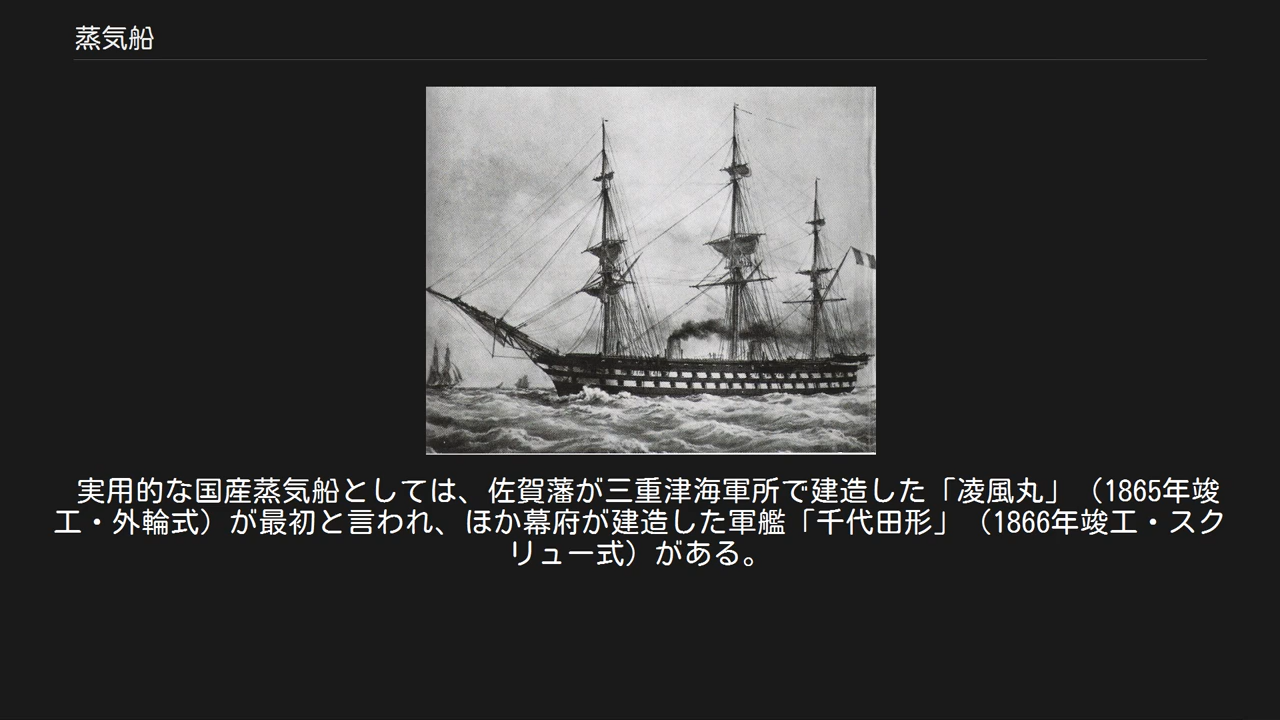 蒸気船
実用的な国産蒸気船としては、佐賀藩が三重津海軍所で建造した「凌風丸」（1865年竣
工・外輪式）が最初と言われ、ほか幕府が建造した軍艦「千代田形」（1866年竣工・スク
リュー式）がある。